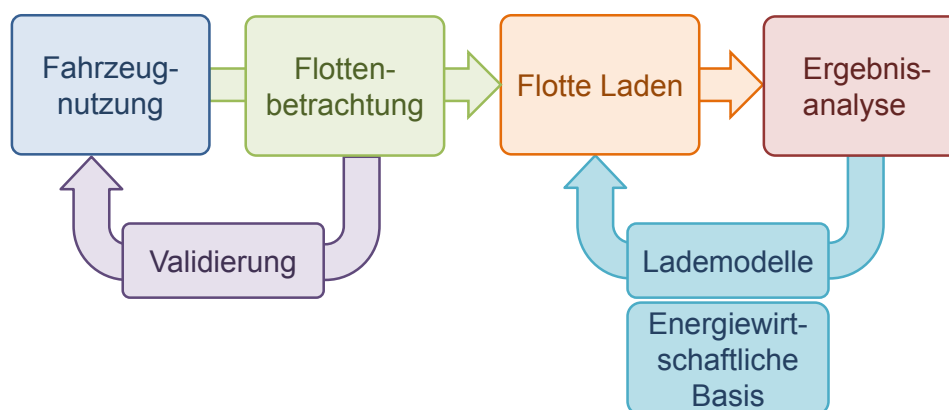 Fahrzeug-
nutzung
Flotten-
betrachtung
Flotte Laden
Ergebnis-
analyse
Validierung
Lademodelle
Energiewirt-
schaftliche
Basis